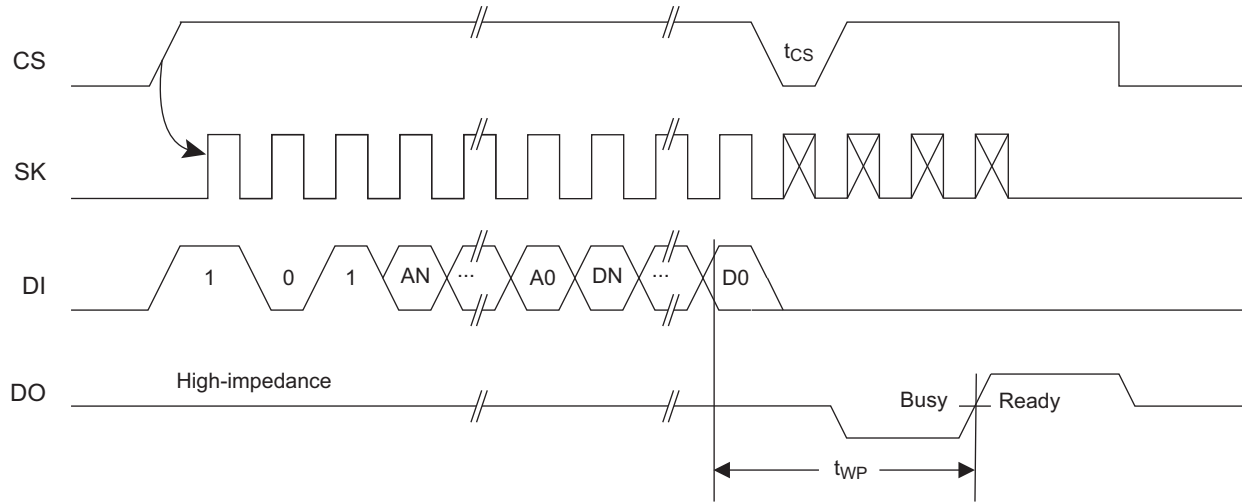 CS
tCS
SK
DI
1
0
1
AN
...
A0
DN
...
D0
DO
High-impedance
Busy
Ready
tWP